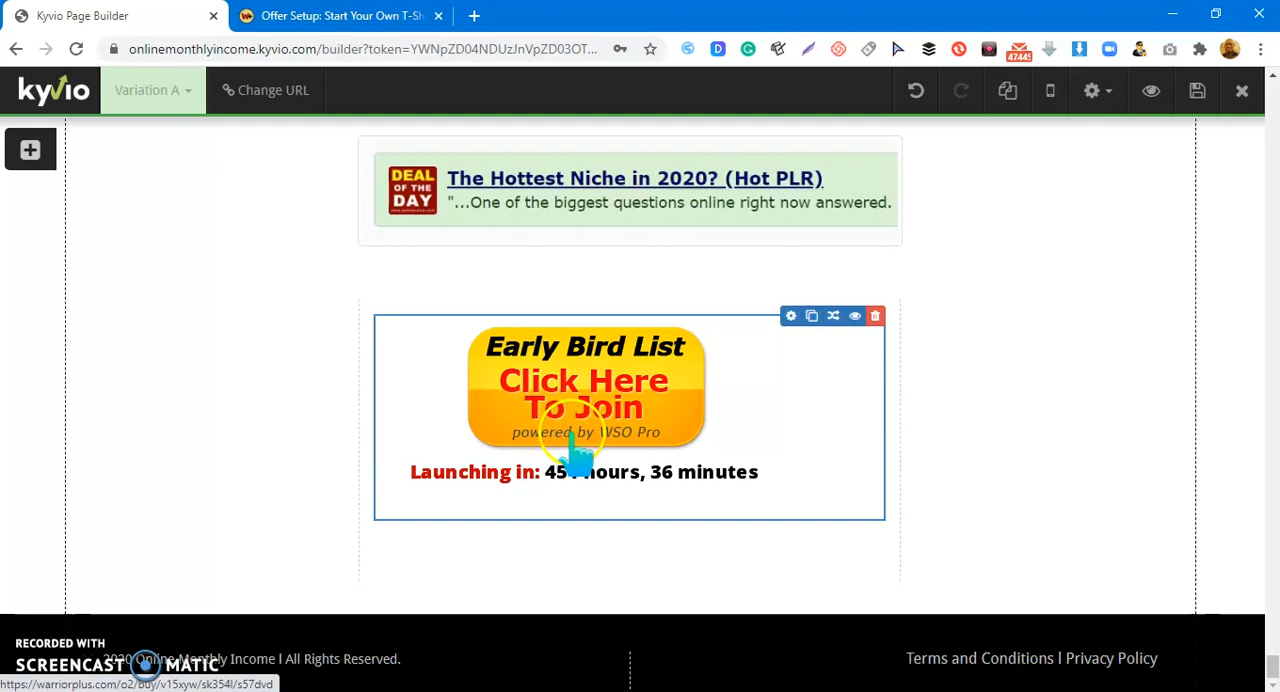 Kyvio Page Builder
Offer Setup: Start Your Own T-Sh
onlinemonthlyincome.kyvio.com/builder?token=YWNpZD04NDUzJnVpZD03OT...
47449
kyvio
Variation A
Change URL
DEAL
OF THE
DAY
The Hottest Niche in 2020? (Hot PLR)
"...One of the biggest questions online right now answered.
Early Bird List
Click Here
To Join
powered by WSO Pro
Launching in: hours, 36 minutes
RECORDED WITH
SCREENCAST MATIC
2020 Online Monthly Income l All Rights Reserved.
Terms and Conditions l Privacy Policy
https://warriorplus.com/o2/buy/v15xyw/sk354l/s57dvd